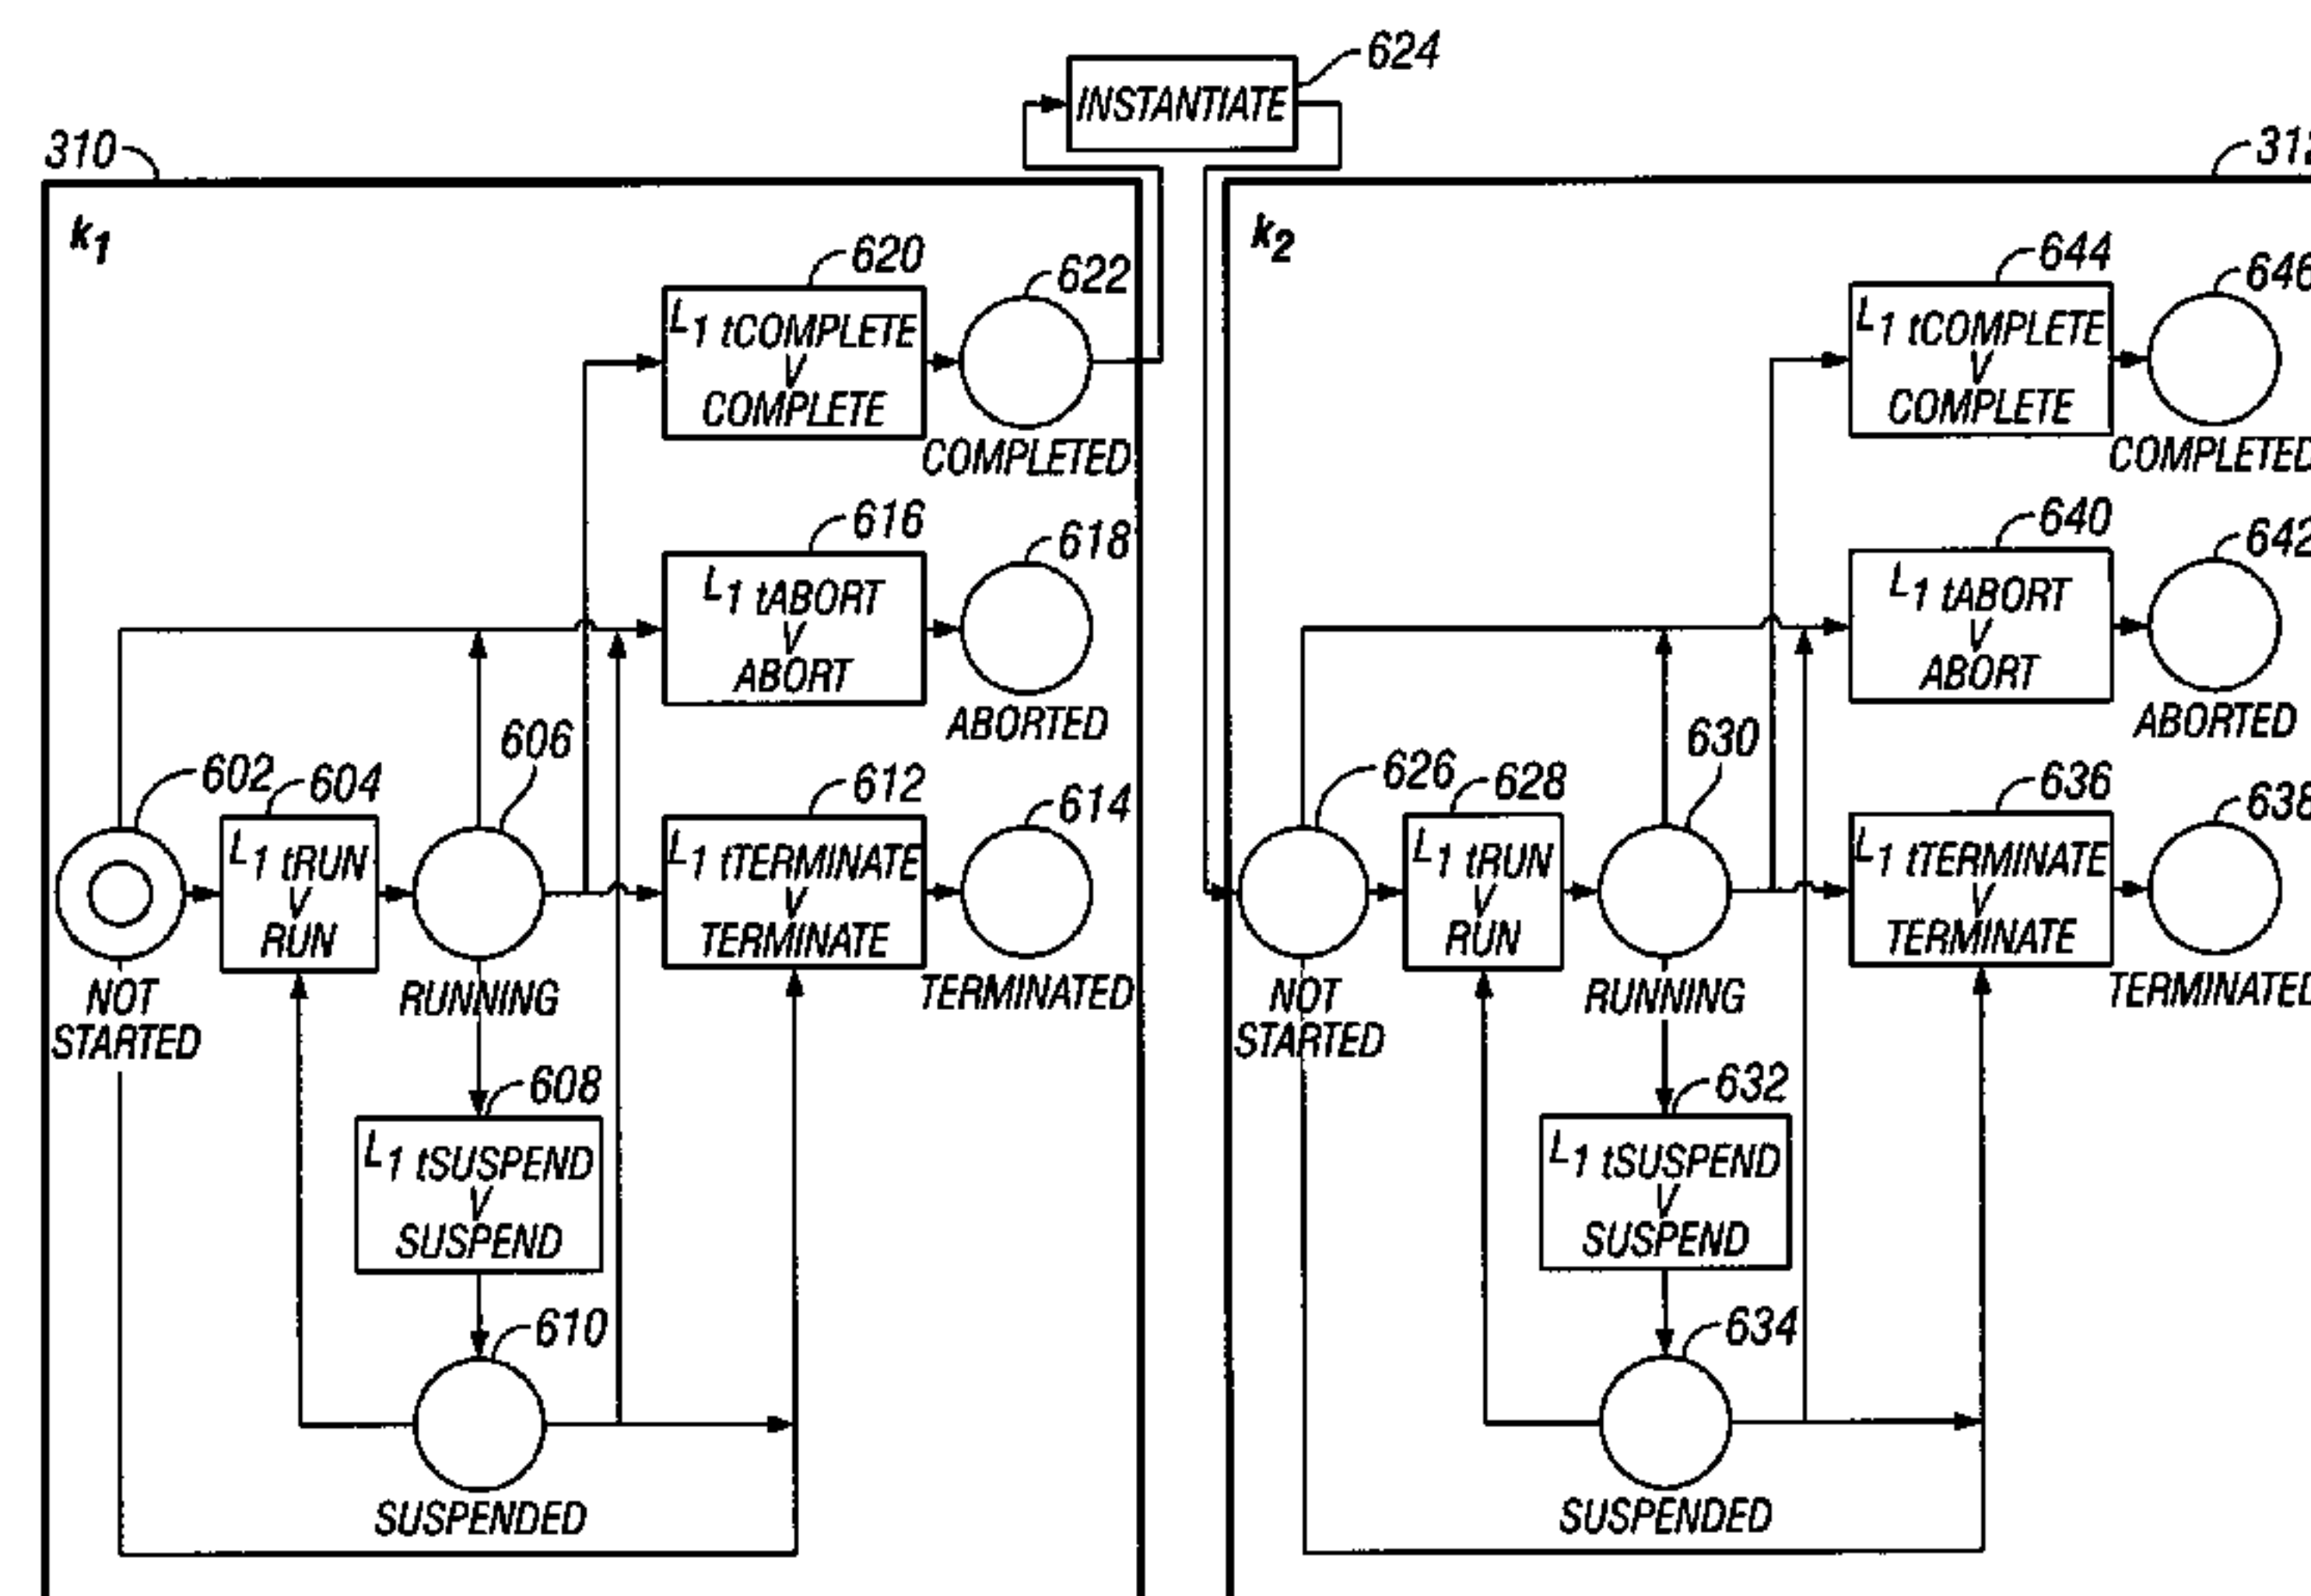 624
INSTANTIATE
310
k1
620
L1 tCOMPLETE
V
COMPLETE
622
COMPLETED
616
L1 tABORT
V
ABORT
618
ABORTED
602
NOT
STARTED
604
L1 tRUN
V
RUN
606
RUNNING
612
L1 tTERMINATE
V
TERMINATE
614
TERMINATED
608
L1 tSUSPEND
V
SUSPEND
610
SUSPENDED
312
k2
644
L1 tCOMPLETE
V
COMPLETE
646
COMPLETED
640
L1 tABORT
V
ABORT
642
ABORTED
626
NOT
STARTED
628
L1 tRUN
V
RUN
630
RUNNING
636
L1 tTERMINATE
V
TERMINATE
638
TERMINATED
632
L1 tSUSPEND
V
SUSPEND
634
SUSPENDED